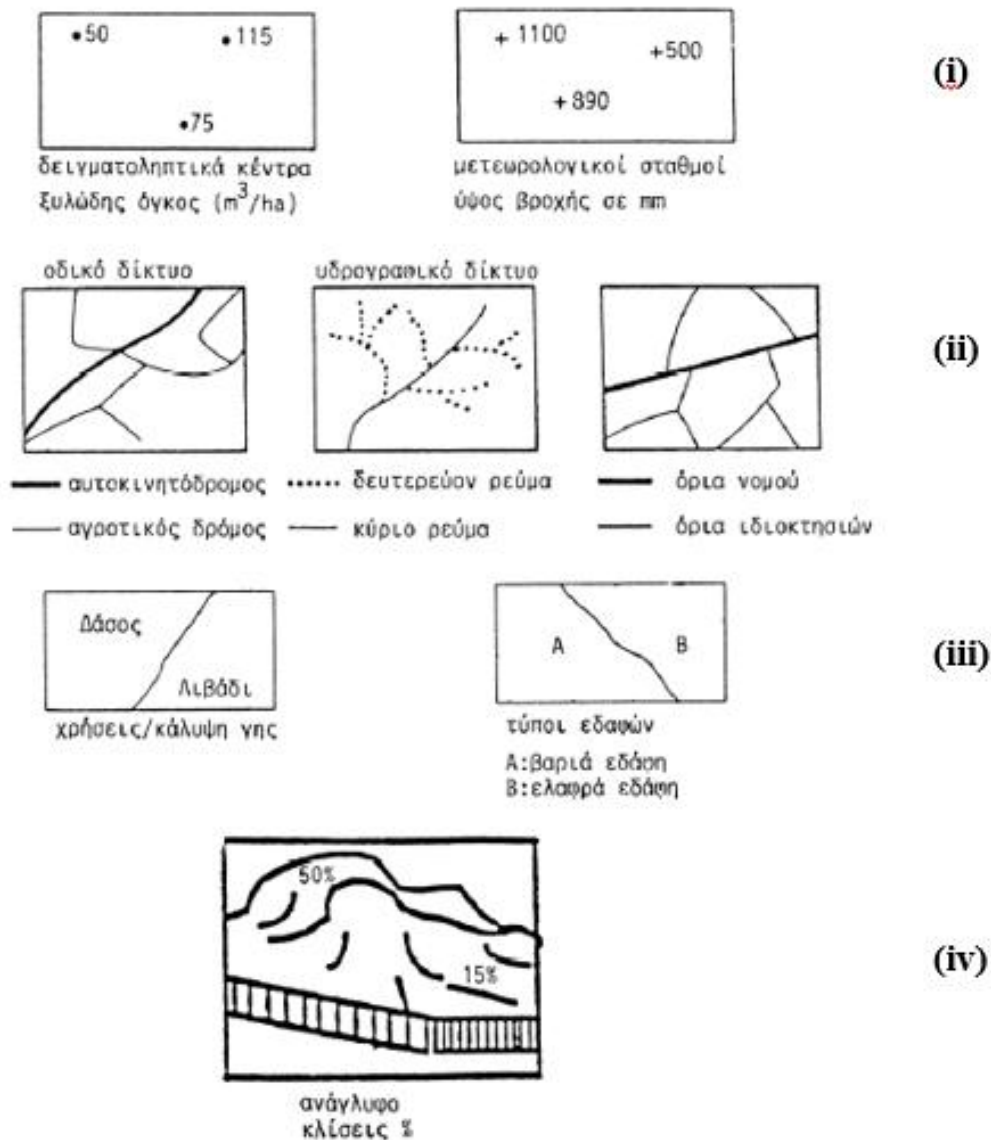 •50 •115
•75
δειγματοληπτικά κέντρα
ξυλώδης όγκος (m³/ha)
+ 1100
+500
+890
μετεωρολογικοί σταθμοί
ύψος βροχής σε mm
(i)
οδικό δίκτυο
υδρογραφικό δίκτυο
(ii)
αυτοκινητόδρομος
αγροτικός δρόμος
δευτερεύον ρεύμα
κύριο ρεύμα
όρια νομού
όρια ιδιοκτησιών
Δάσος
Λιβάδι
χρήσεις/κάλυψη γης
A
B
τύποι εδαφών
A:βαριά εδάφη
B:ελαφρά εδάφη
(iii)
50%
15%
ανάγλυφο
κλίσεις %
(iv)